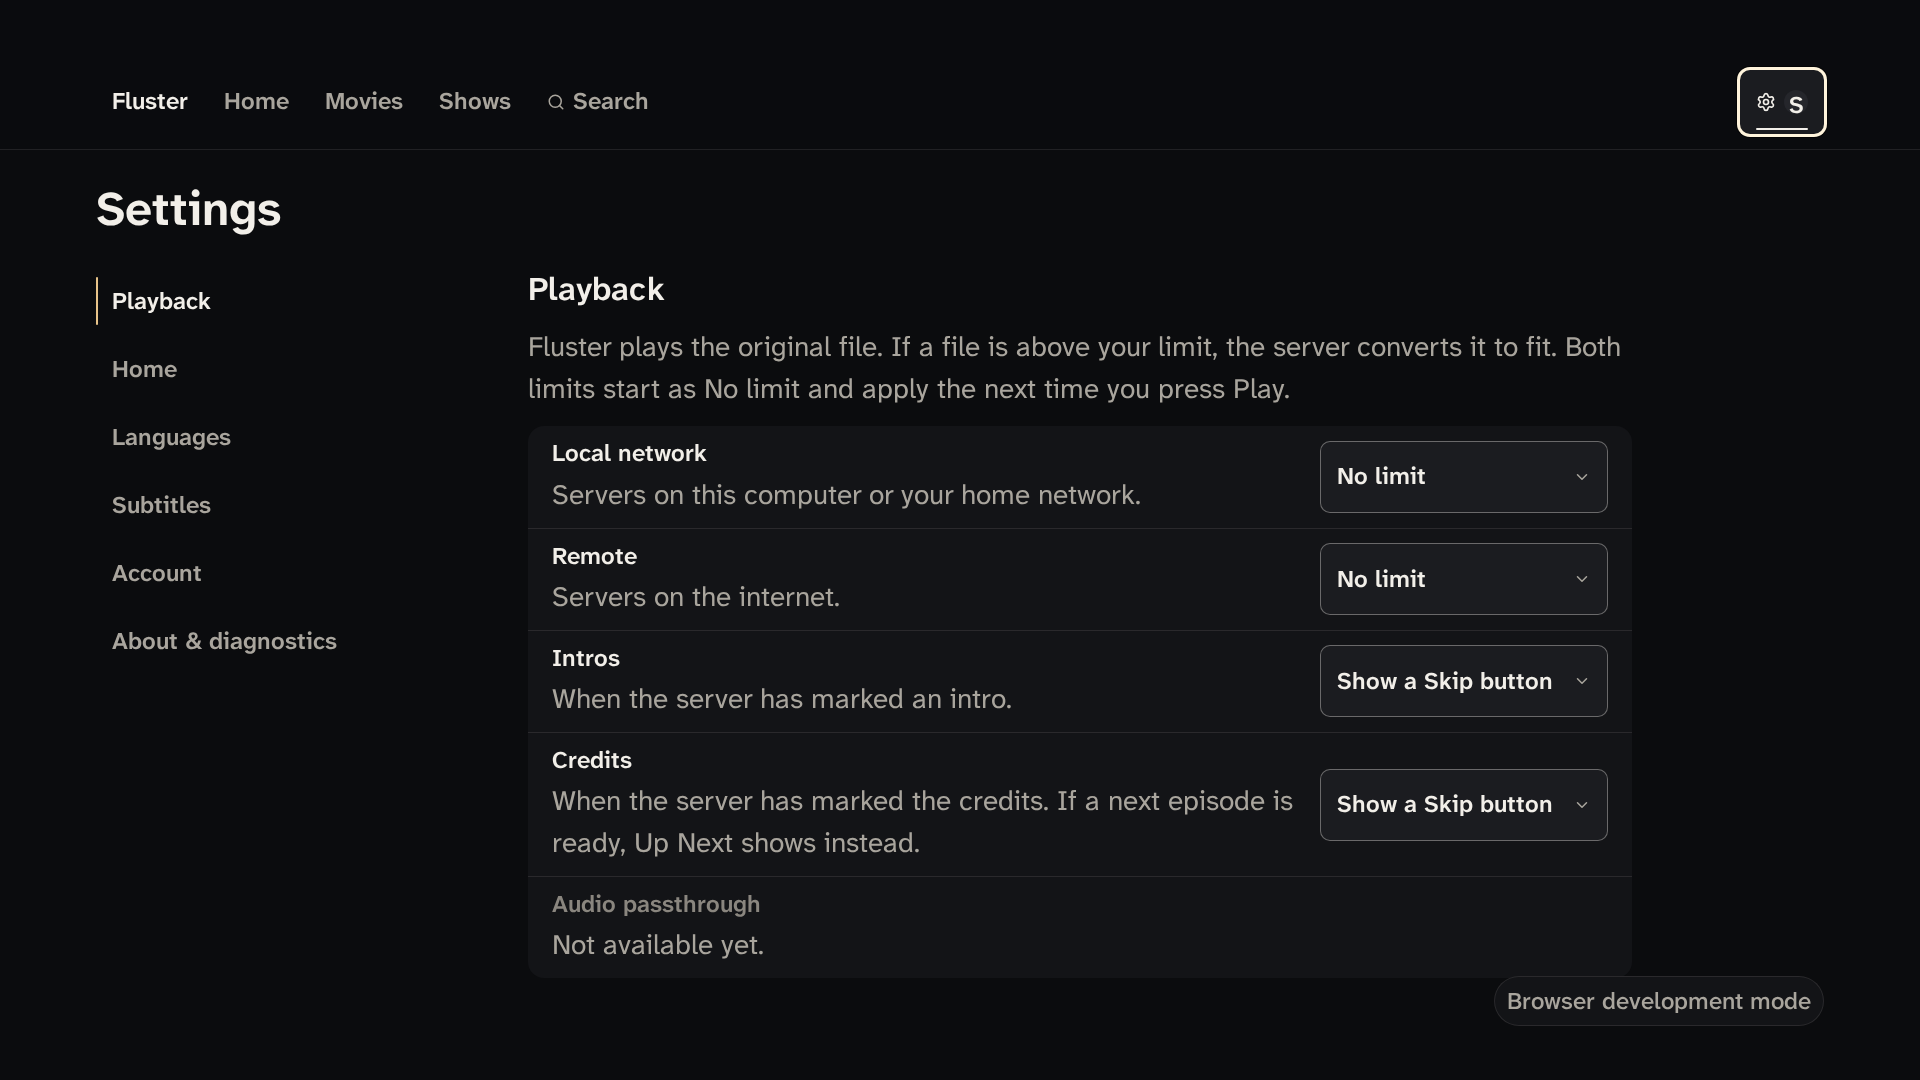 Fluster
Home
Movies
Shows
Search
S
Settings
Playback
Home
Languages
Subtitles
Account
About & diagnostics
Playback
Fluster plays the original file. If a file is above your limit, the server converts it to fit. Both
limits start as No limit and apply the next time you press Play.
Local network
Servers on this computer or your home network.
No limit
Remote
Servers on the internet.
No limit
Intros
When the server has marked an intro.
Show a Skip button
Credits
When the server has marked the credits. If a next episode is
ready, Up Next shows instead.
Show a Skip button
Audio passthrough
Not available yet.
Browser development mode